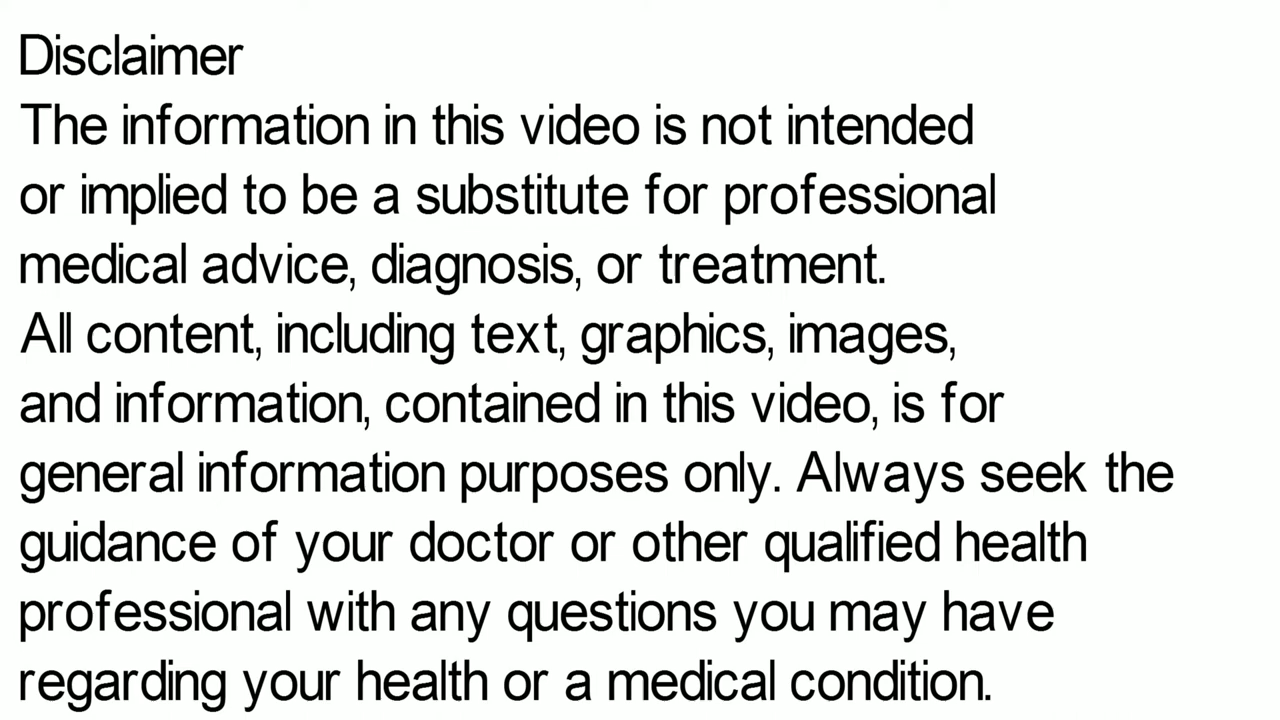 Disclaimer
The information in this video is not intended
or implied to be a substitute for professional
medical advice, diagnosis, or treatment.
All content, including text, graphics, images,
and information, contained in this video, is for
general information purposes only. Always seek the
guidance of your doctor or other qualified health
professional with any questions you may have
regarding your health or a medical condition.